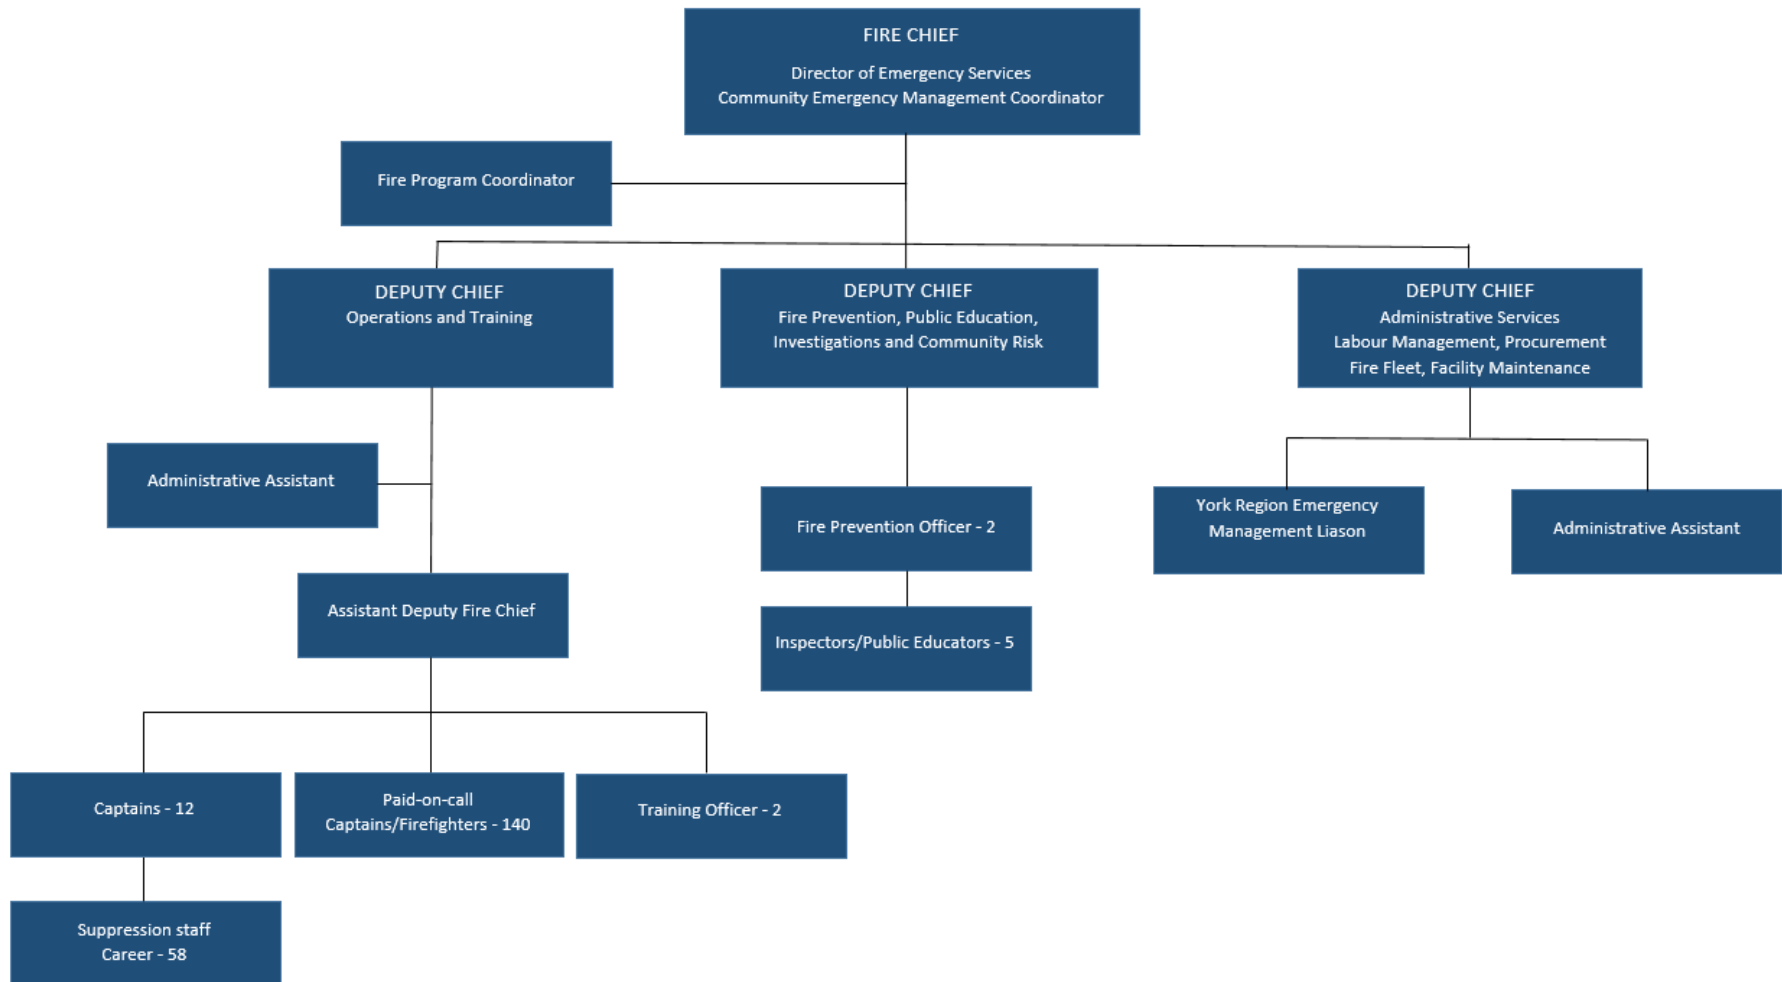 FIRE CHIEF
Director of Emergency Services
Community Emergency Management Coordinator
Fire Program Coordinator
DEPUTY CHIEF
Operations and Training
DEPUTY CHIEF
Fire Prevention, Public Education,
Investigations and Community Risk
DEPUTY CHIEF
Administrative Services
Labour Management, Procurement
Fire Fleet, Facility Maintenance
Administrative Assistant
Fire Prevention Officer - 2
York Region Emergency
Management Liason
Administrative Assistant
Assistant Deputy Fire Chief
Inspectors/Public Educators - 5
Captains - 12
Paid-on-call
Captains/Firefighters - 140
Training Officer - 2
Suppression staff
Career - 58